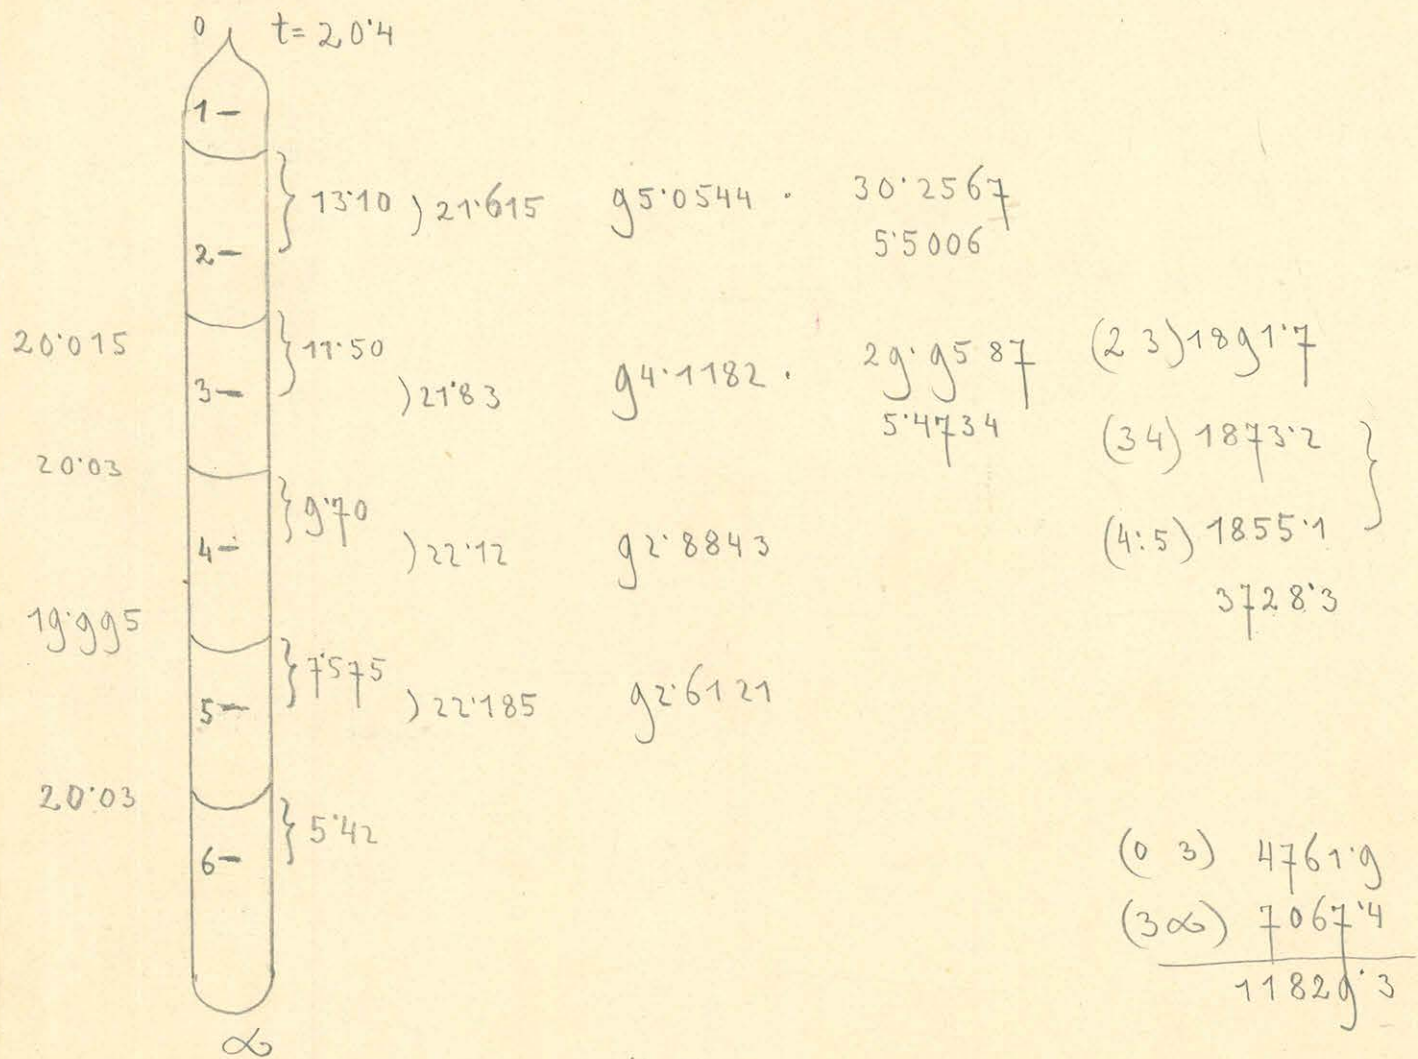 0 t= 20·4
1-
} 13·10 ) 21·615 95·0544 · 30·2567
5·5006
2-
20·015 } 11·50 (2 3) 1891·7
3- ) 21·83 94·1182 · 29·9587
5·4734 (3 4) 1873·2 }
20·03
} 9·70
4- ) 22·12 92·8843 (4:5) 1855·1
3728·3
19·995
} 7·575
5- ) 22·185 92·6121
20·03
} 5·42
6-
(0 3) 4761·9
(3∝) 7067·4
11829·3
∝